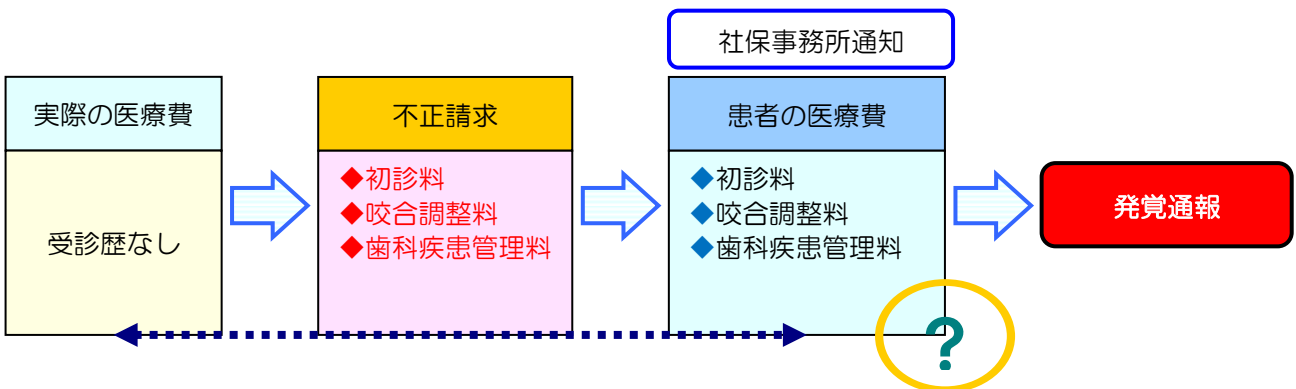 社保事務所通知
実際の医療費
受診歴なし
不正請求
◆初診料
◆咬合調整料
◆歯科疾患管理料
患者の医療費
◆初診料
◆咬合調整料
◆歯科疾患管理料
?
発覚通報